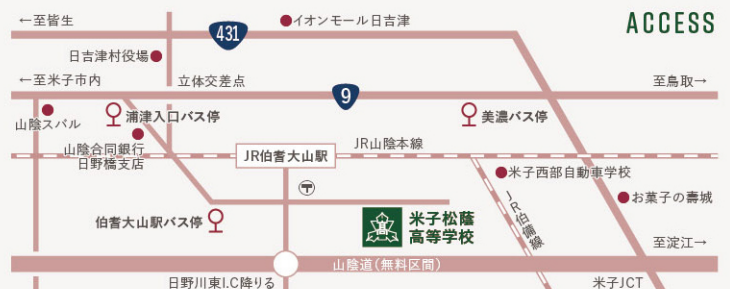 ACCESS
←至皆生
431
イオンモール日吉津
日吉津村役場
←至米子市内
立体交差点
至鳥取→
9
山陰スバル
浦津入口バス停
美濃バス停
山陰合同銀行
日野橋支店
JR伯耆大山駅
JR山陰本線
米子西部自動車学校
お菓子の壽城
JR伯備線
伯耆大山駅バス停
米子松蔭
高等学校
至淀江→
山陰道(無料区間)
日野川東I.C降りる
米子JCT